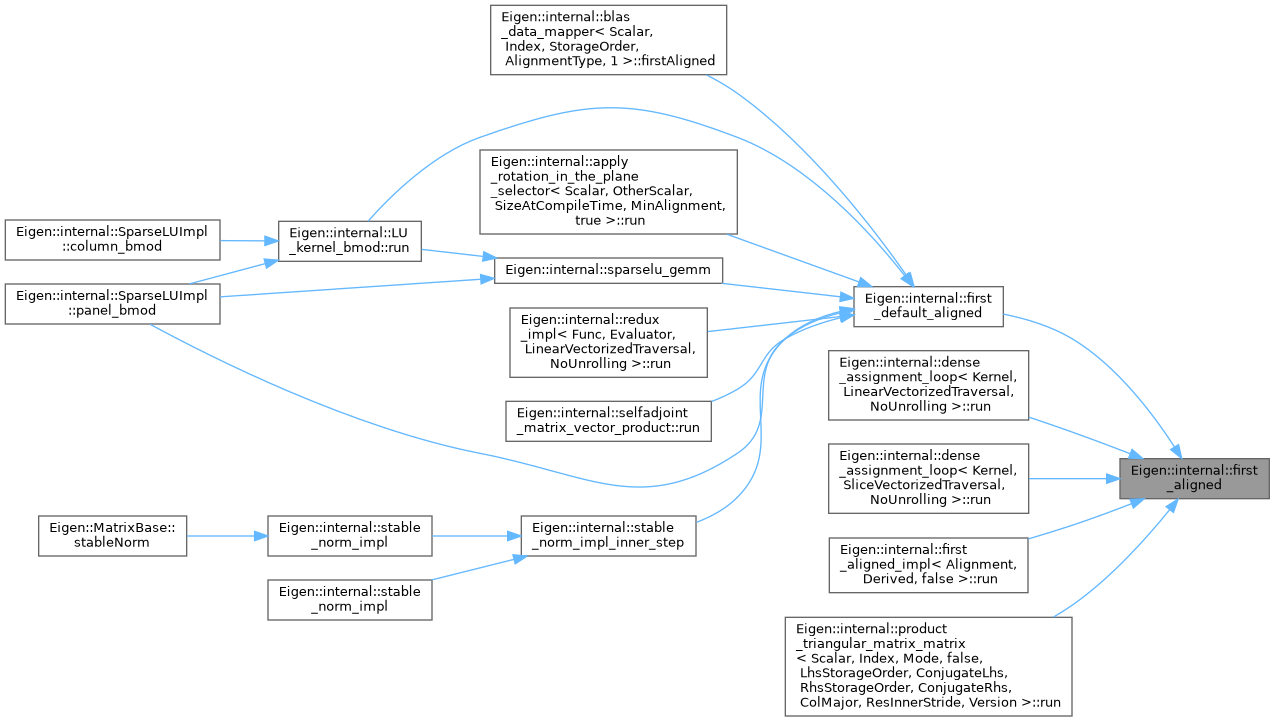 Eigen::internal::blas
_data_mapper< Scalar,
Index, StorageOrder,
AlignmentType, 1 >::firstAligned
Eigen::internal::apply
_rotation_in_the_plane
_selector< Scalar, OtherScalar,
SizeAtCompileTime, MinAlignment,
true >::run
Eigen::internal::SparseLUImpl
::column_bmod
Eigen::internal::LU
_kernel_bmod::run
Eigen::internal::sparselu_gemm
Eigen::internal::SparseLUImpl
::panel_bmod
Eigen::internal::first
_default_aligned
Eigen::internal::redux
_impl< Func, Evaluator,
LinearVectorizedTraversal,
NoUnrolling >::run
Eigen::internal::dense
_assignment_loop< Kernel,
LinearVectorizedTraversal,
NoUnrolling >::run
Eigen::internal::selfadjoint
_matrix_vector_product::run
Eigen::internal::dense
_assignment_loop< Kernel,
SliceVectorizedTraversal,
NoUnrolling >::run
Eigen::internal::first
_aligned
Eigen::MatrixBase::
stableNorm
Eigen::internal::stable
_norm_impl
Eigen::internal::stable
_norm_impl_inner_step
Eigen::internal::first
_aligned_impl< Alignment,
Derived, false >::run
Eigen::internal::stable
_norm_impl
Eigen::internal::product
_triangular_matrix_matrix
< Scalar, Index, Mode, false,
LhsStorageOrder, ConjugateLhs,
RhsStorageOrder, ConjugateRhs,
ColMajor, ResInnerStride, Version >::run